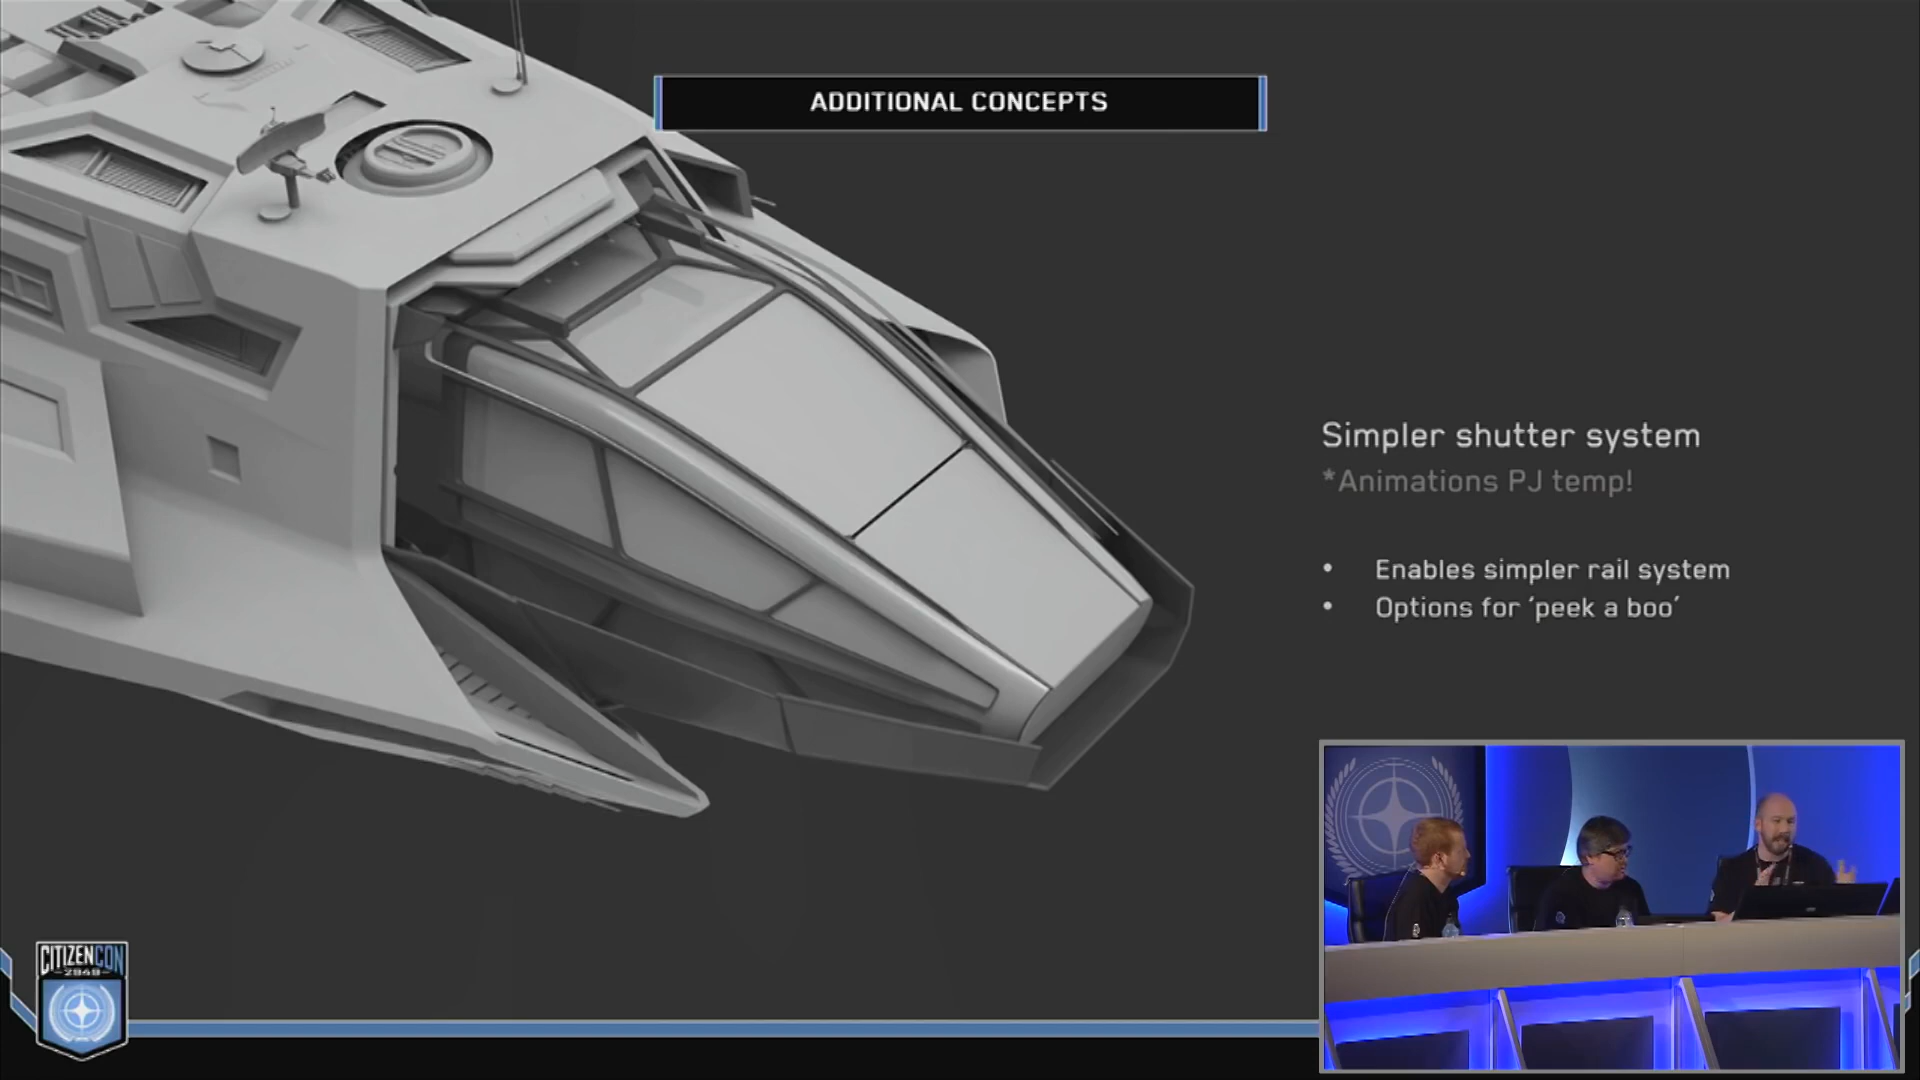 ADDITIONAL CONCEPTS
Simpler shutter system
*Animations PJ temp!
• Enables simpler rail system
• Options for ‘peek a boo’
CITIZENCON
2949